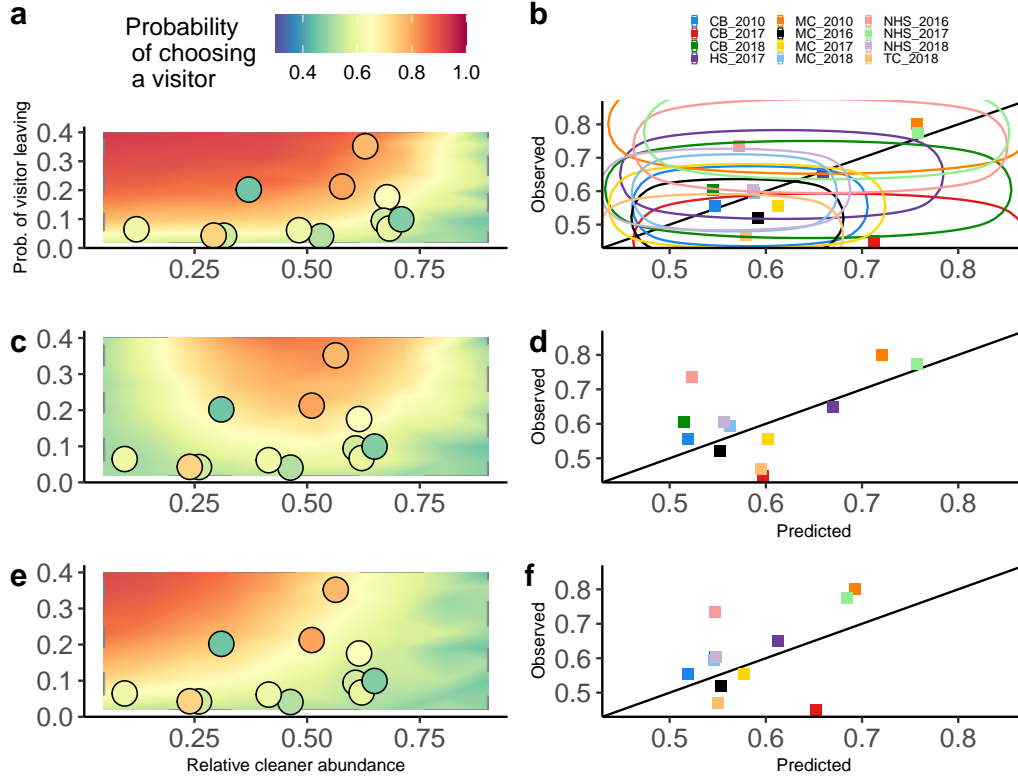 a
Probability
of choosing
a visitor
0.4 0.6 0.8 1.0
Prob. of visitor leaving
0.4
0.3
0.2
0.1
0.0
0.25 0.50 0.75
b
CB_2010 MC_2010 NHS_2016
CB_2017 MC_2016 NHS_2017
CB_2018 MC_2017 NHS_2018
HS_2017 MC_2018 TC_2018
Observed
0.8
0.7
0.6
0.5
0.5 0.6 0.7 0.8
c
0.4
0.3
0.2
0.1
0.0
0.25 0.50 0.75
d
Observed
0.8
0.7
0.6
0.5
0.5 0.6 0.7 0.8
Predicted
e
0.4
0.3
0.2
0.1
0.0
0.25 0.50 0.75
Relative cleaner abundance
f
Observed
0.8
0.7
0.6
0.5
0.5 0.6 0.7 0.8
Predicted